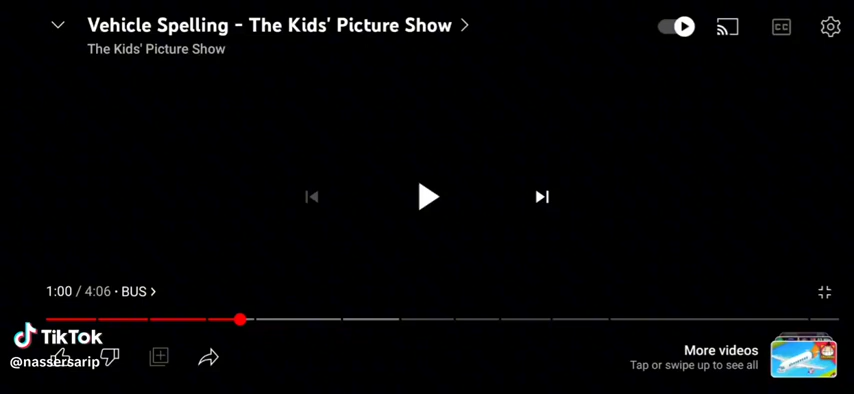 Vehicle Spelling - The Kids' Picture Show
The Kids' Picture Show
CC
1:00 / 4:06 • BUS
TikTok
@nassersarip
More videos
Tap or swipe up to see all